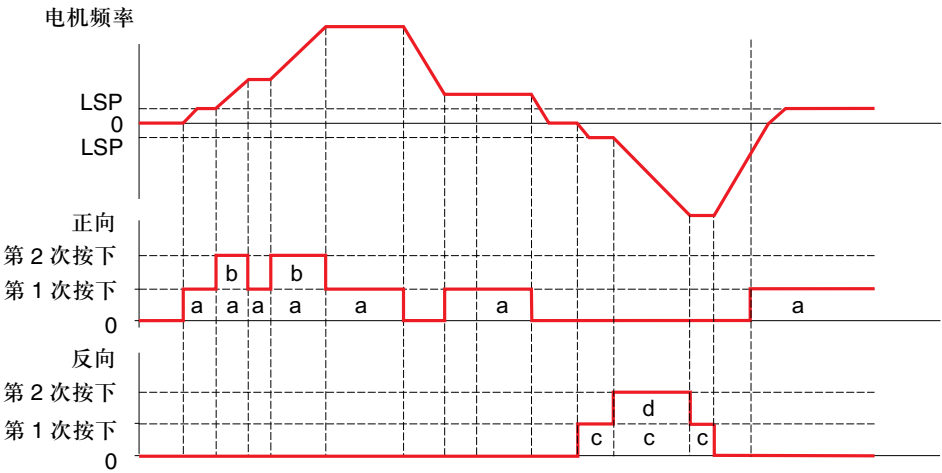 电机频率
LSP
0
LSP
正向
第 2 次按下
b b
第 1 次按下
a a a a a a a
0
反向
第 2 次按下
d
第 1 次按下
c c c
0